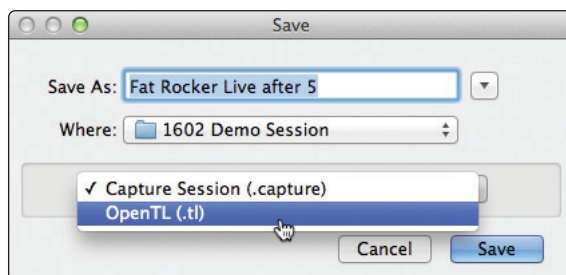 Save
Save As: Fat Rocker Live after 5
Where: 1602 Demo Session
✓ Capture Session (.capture)
OpenTL (.tl)
Cancel Save